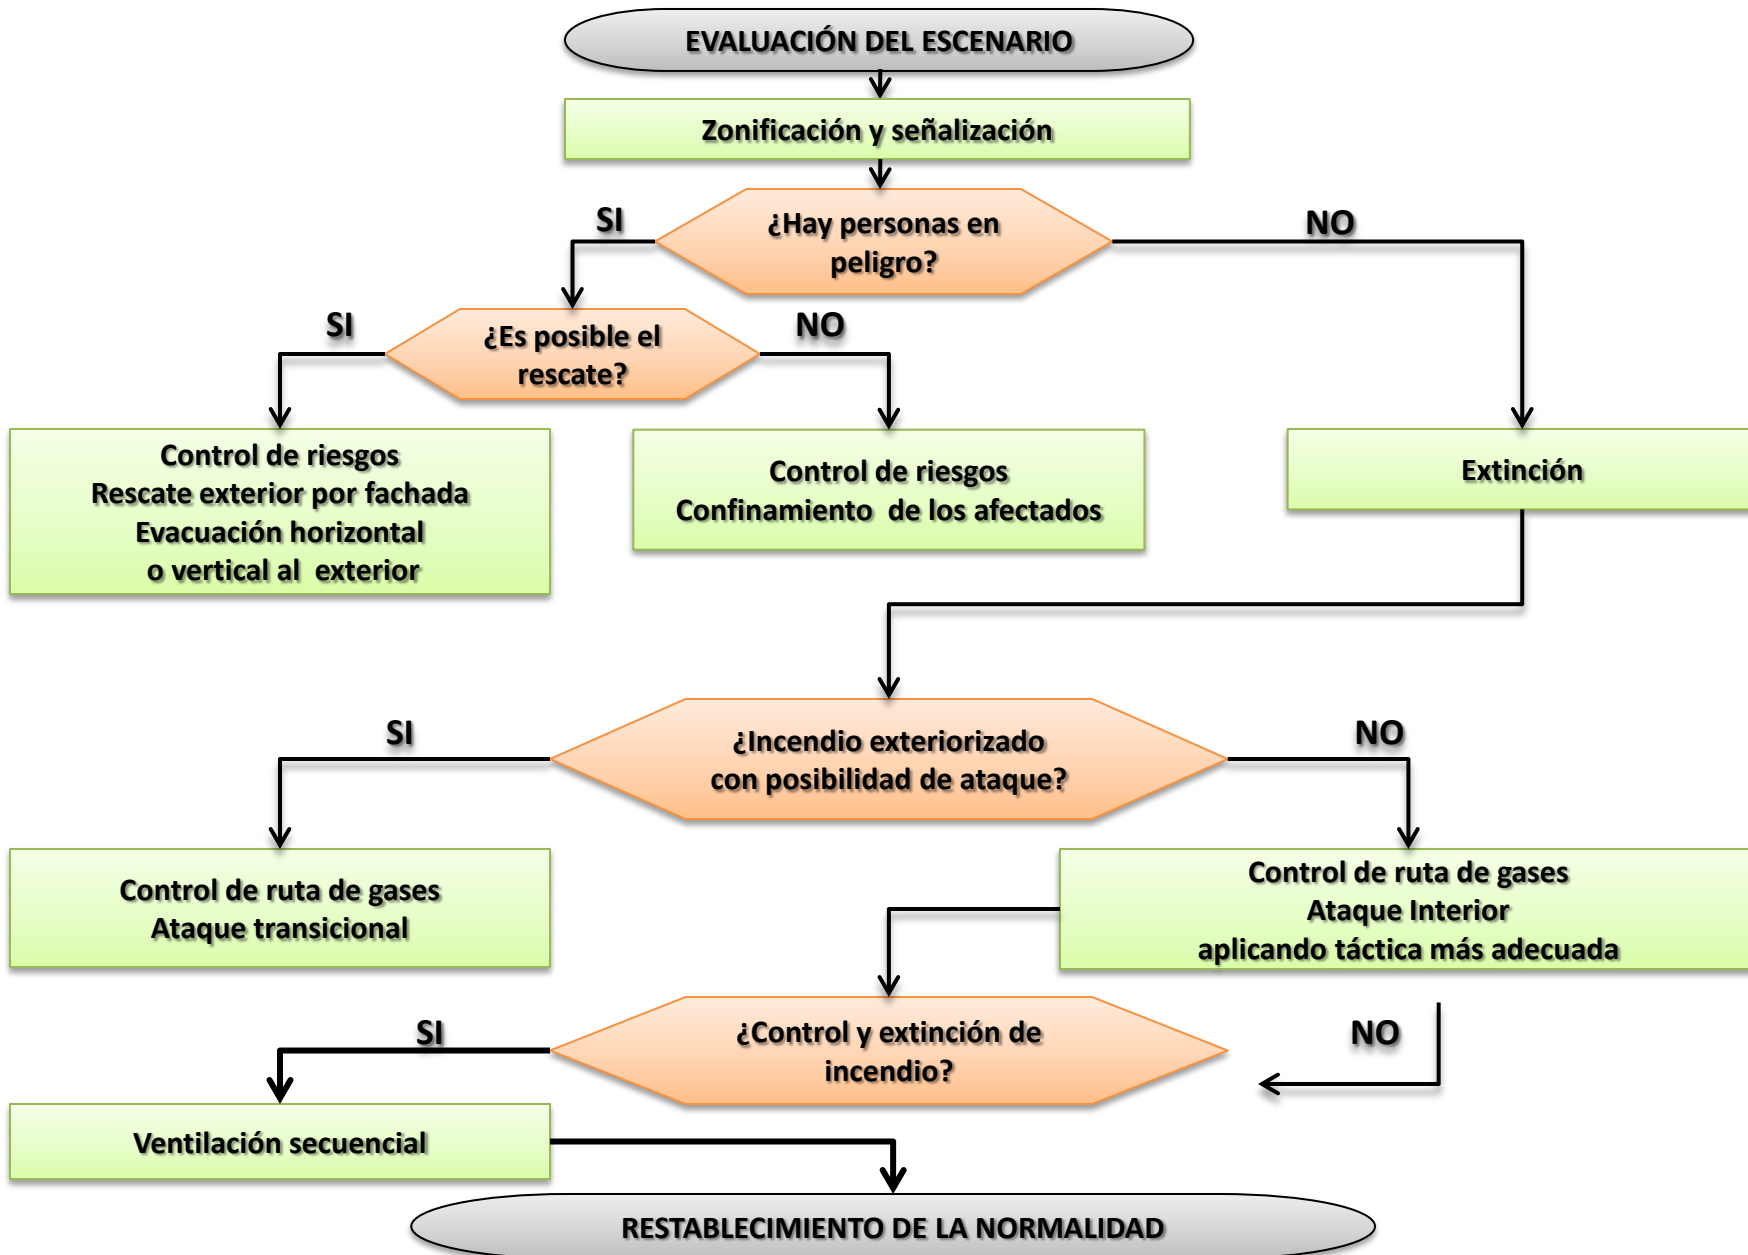 EVALUACIÓN DEL ESCENARIO
Zonificación y señalización
¿Hay personas en
peligro?
SI
NO
¿Es posible el
rescate?
SI
NO
Control de riesgos
Rescate exterior por fachada
Evacuación horizontal
o vertical al exterior
Control de riesgos
Confinamiento de los afectados
Extinción
¿Incendio exteriorizado
con posibilidad de ataque?
SI
NO
Control de ruta de gases
Ataque transicional
Control de ruta de gases
Ataque Interior
aplicando táctica más adecuada
¿Control y extinción de
incendio?
SI
NO
Ventilación secuencial
RESTABLECIMIENTO DE LA NORMALIDAD